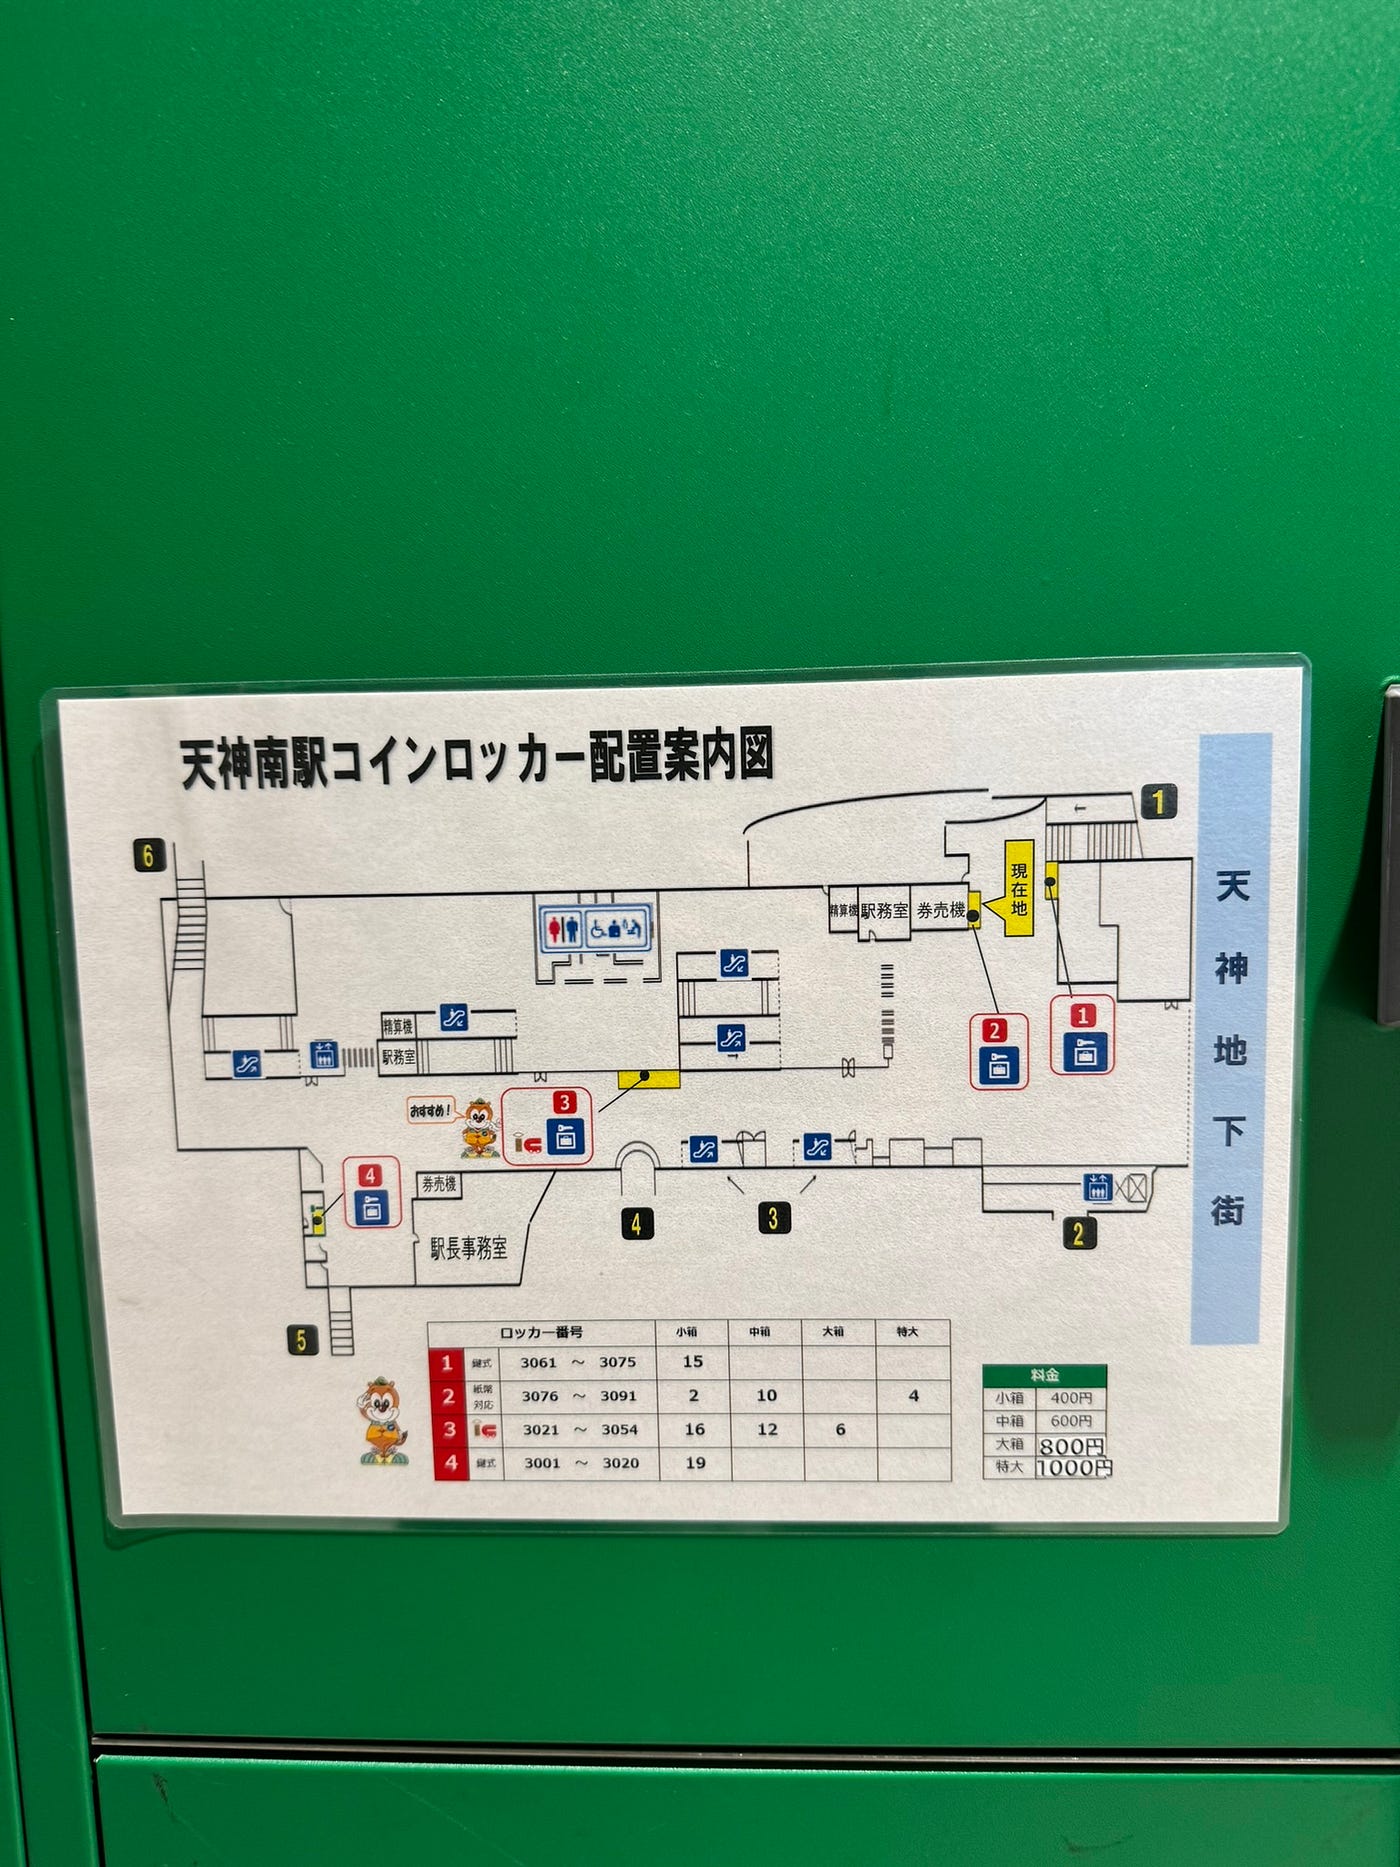 天神南駅コインロッカー配置案内図
1
6
現在地
精算機
駅務室
券売機
天神地下街
精算機
駅務室
2
1
おすすめ!
3
ic
4
券売機
駅長事務室
4
3
2
5
ロッカー番号 小箱 中箱 大箱 特大
1 鍵式 3061 ～ 3075 15
2 紙幣対応 3076 ～ 3091 2 10 4
3 ic 3021 ～ 3054 16 12 6
4 鍵式 3001 ～ 3020 19
料金
小箱 400円
中箱 600円
大箱 800円
特大 1000円